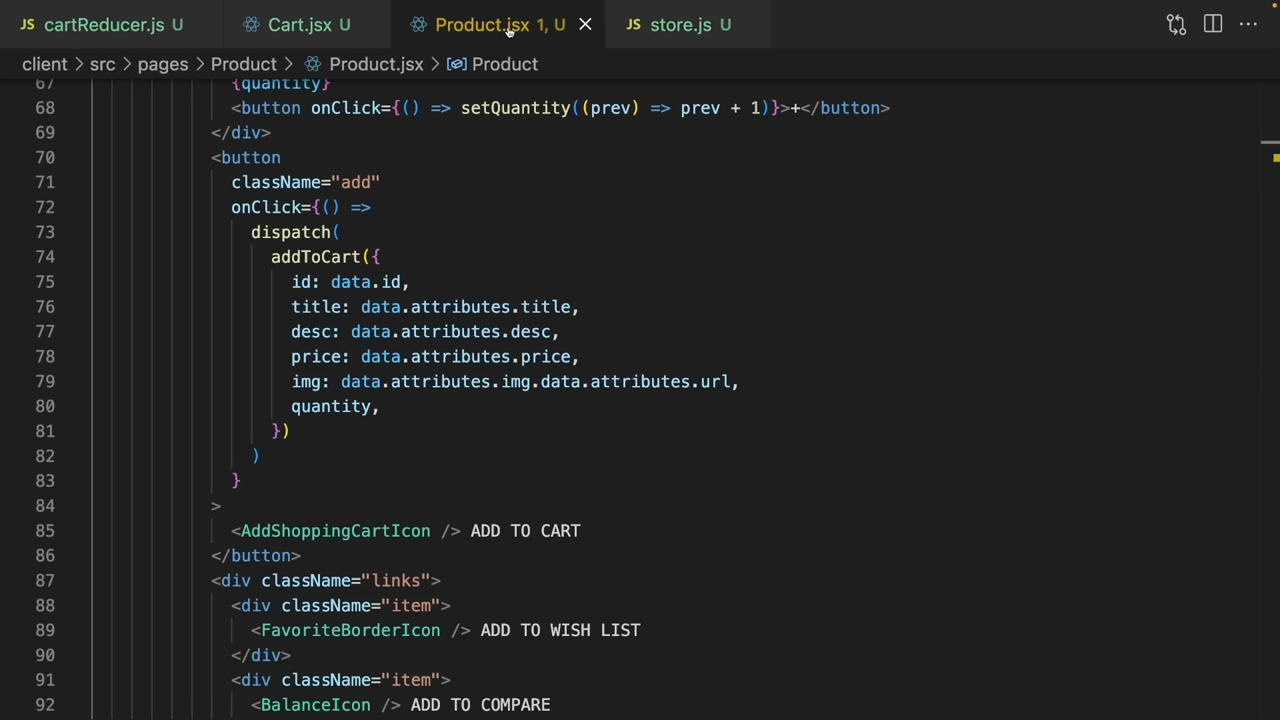 JS cartReducer.js U Cart.jsx U Product.jsx 1, U JS store.js U
client > src > pages > Product > Product.jsx > Product
67 {quantity}
68 <button onClick={() => setQuantity((prev) => prev + 1)}>+</button>
69 </div>
70 <button
71 className="add"
72 onClick={() =>
73 dispatch(
74 addToCart({
75 id: data.id,
76 title: data.attributes.title,
77 desc: data.attributes.desc,
78 price: data.attributes.price,
79 img: data.attributes.img.data.attributes.url,
80 quantity,
81 })
82 )
83 }
84 >
85 <AddShoppingCartIcon /> ADD TO CART
86 </button>
87 <div className="links">
88 <div className="item">
89 <FavoriteBorderIcon /> ADD TO WISH LIST
90 </div>
91 <div className="item">
92 <BalanceIcon /> ADD TO COMPARE